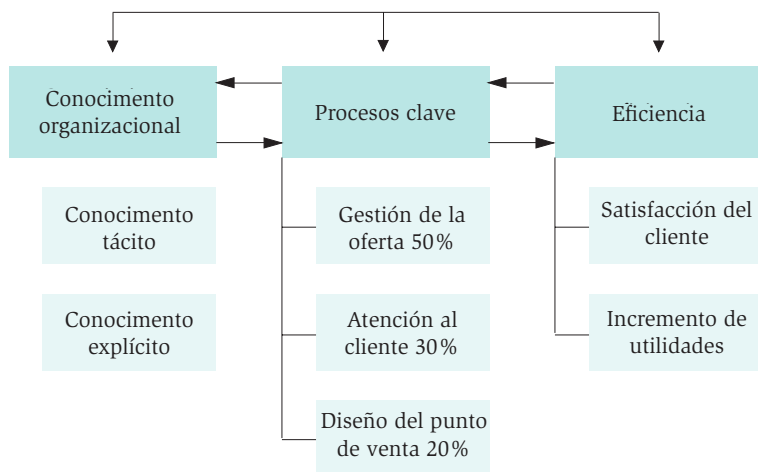 Conocimento
organizacional
Procesos clave
Eficiencia
Conocimento
tácito
Gestión de la
oferta 50%
Satisfacción del
cliente
Conocimento
explícito
Atención al
cliente 30%
Incremento de
utilidades
Diseño del punto
de venta 20%